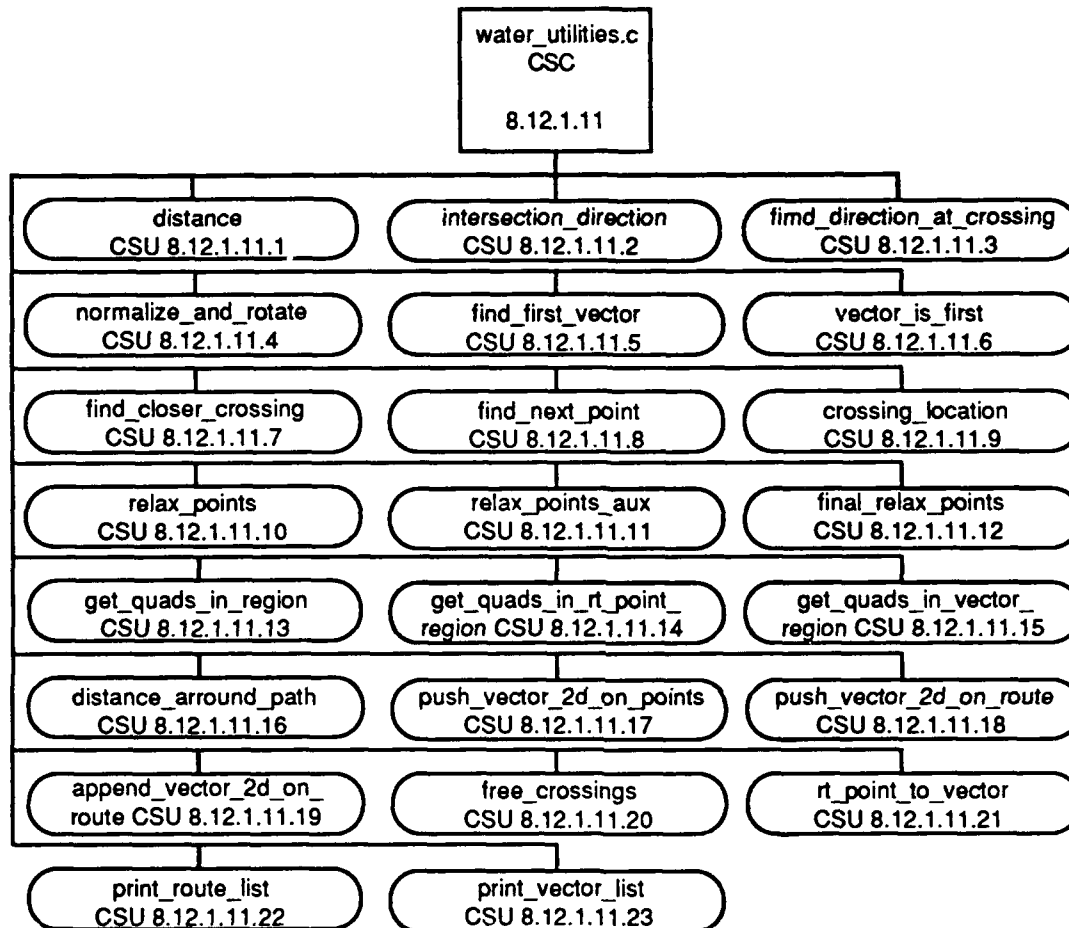 water_utilities.c
CSC
8.12.1.11
distance
CSU 8.12.1.11.1
intersection_direction
CSU 8.12.1.11.2
fimd_direction_at_crossing
CSU 8.12.1.11.3
normalize_and_rotate
CSU 8.12.1.11.4
find_first_vector
CSU 8.12.1.11.5
vector_is_first
CSU 8.12.1.11.6
find_closer_crossing
CSU 8.12.1.11.7
find_next_point
CSU 8.12.1.11.8
crossing_location
CSU 8.12.1.11.9
relax_points
CSU 8.12.1.11.10
relax_points_aux
CSU 8.12.1.11.11
final_relax_points
CSU 8.12.1.11.12
get_quads_in_region
CSU 8.12.1.11.13
get_quads_in_rt_point_
region CSU 8.12.1.11.14
get_quads_in_vector_
region CSU 8.12.1.11.15
distance_arround_path
CSU 8.12.1.11.16
push_vector_2d_on_points
CSU 8.12.1.11.17
push_vector_2d_on_route
CSU 8.12.1.11.18
append_vector_2d_on_
route CSU 8.12.1.11.19
free_crossings
CSU 8.12.1.11.20
rt_point_to_vector
CSU 8.12.1.11.21
print_route_list
CSU 8.12.1.11.22
print_vector_list
CSU 8.12.1.11.23